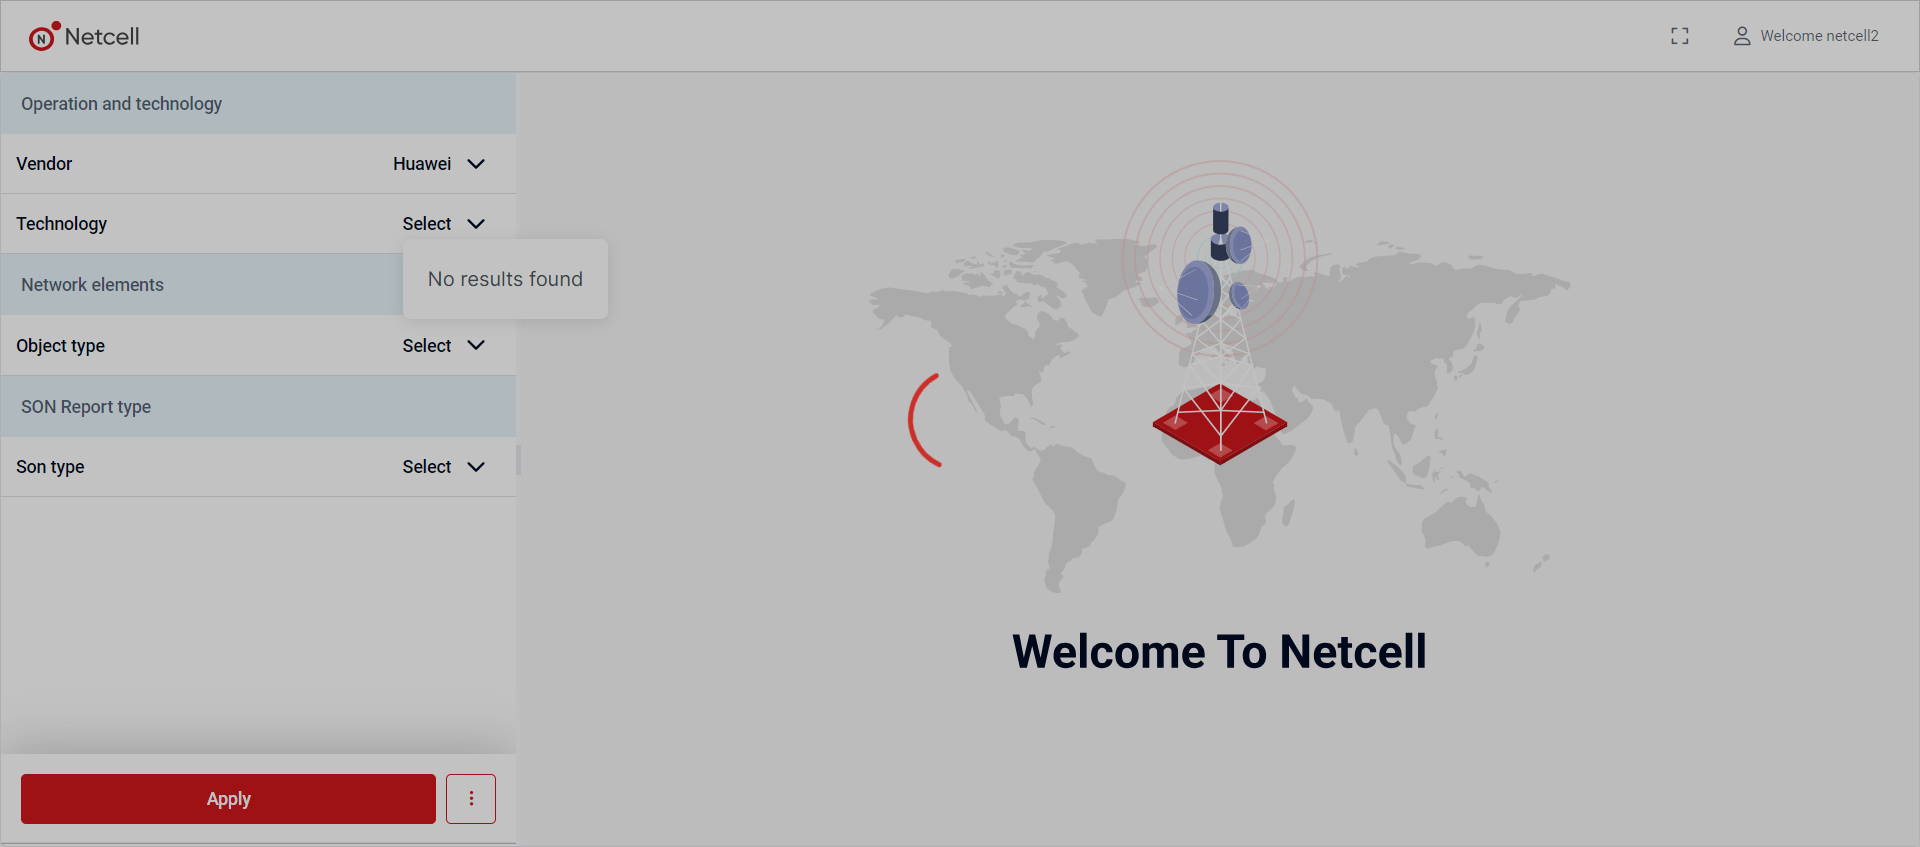 N Netcell
Welcome netcell2
Operation and technology
Vendor Huawei
Technology Select
No results found
Network elements
Object type Select
SON Report type
Son type Select
Apply
Welcome To Netcell